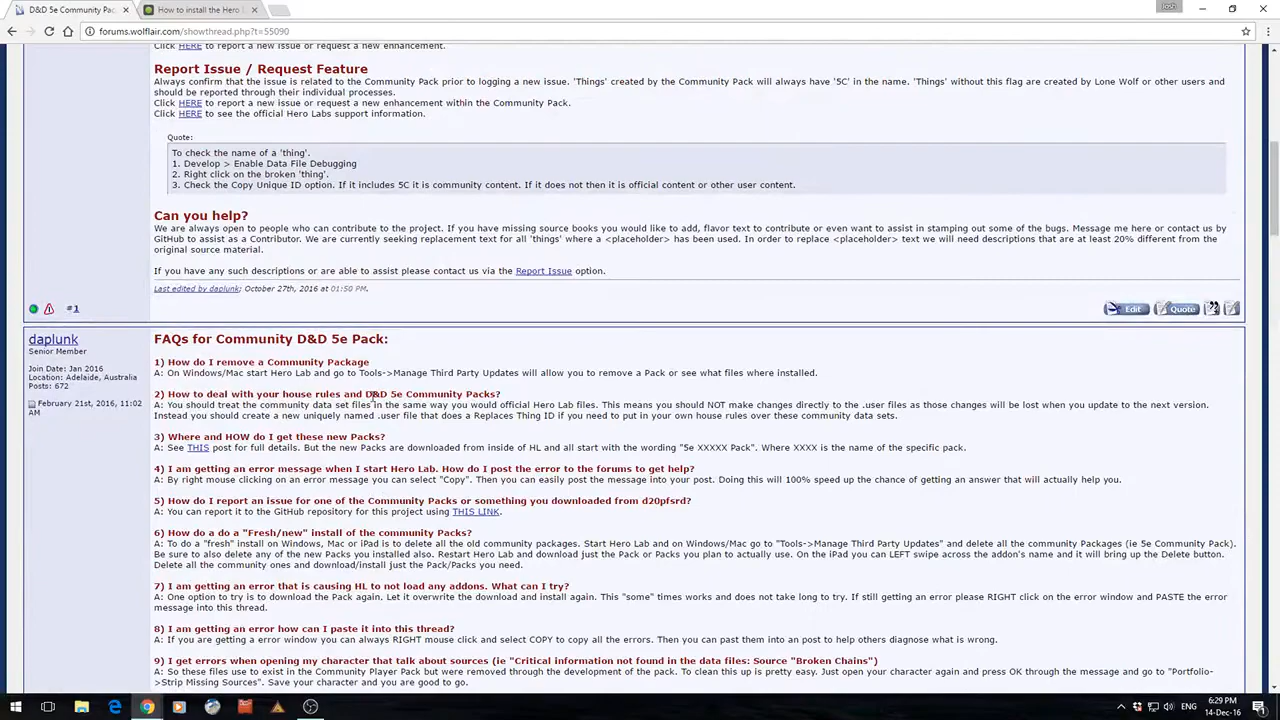 D&D 5e Community Pac
How to install the Hero L
Josh
forums.wolflair.com/showthread.php?t=55090
Click HERE to report a new issue or request a new enhancement.
Report Issue / Request Feature
Always confirm that the issue is related to the Community Pack prior to logging a new issue. 'Things' created by the Community Pack will always have '5C' in the name. 'Things' without this flag are created by Lone Wolf or other users and
should be reported through their individual processes.
Click HERE to report a new issue or request a new enhancement within the Community Pack.
Click HERE to see the official Hero Labs support information.
Quote:
To check the name of a 'thing'.
1. Develop > Enable Data File Debugging
2. Right click on the broken 'thing'.
3. Check the Copy Unique ID option. If it includes 5C it is community content. If it does not then it is official content or other user content.
Can you help?
We are always open to people who can contribute to the project. If you have missing source books you would like to add, flavor text to contribute or even want to assist in stamping out some of the bugs. Message me here or contact us by
GitHub to assist as a Contributor. We are currently seeking replacement text for all 'things' where a <placeholder> has been used. In order to replace <placeholder> text we will need descriptions that are at least 20% different from the
original source material.
If you have any such descriptions or are able to assist please contact us via the Report Issue option.
Last edited by daplunk; October 27th, 2016 at 01:50 PM.
#1
Edit
Quote
daplunk
Senior Member
Join Date: Jan 2016
Location: Adelaide, Australia
Posts: 672
February 21st, 2016, 11:02
AM
FAQs for Community D&D 5e Pack:
1) How do I remove a Community Package
A: On Windows/Mac start Hero Lab and go to Tools->Manage Third Party Updates will allow you to remove a Pack or see what files where installed.
2) How to deal with your house rules and D&D 5e Community Packs?
A: You should treat the community data set files in the same way you would official Hero Lab files. This means you should NOT make changes directly to the .user files as those changes will be lost when you update to the next version.
Instead you should create a new uniquely named .user file that does a Replaces Thing ID if you need to put in your own house rules over these community data sets.
3) Where and HOW do I get these new Packs?
A: See THIS post for full details. But the new Packs are downloaded from inside of HL and all start with the wording "5e XXXXX Pack". Where XXXX is the name of the specific pack.
4) I am getting an error message when I start Hero Lab. How do I post the error to the forums to get help?
A: By right mouse clicking on an error message you can select "Copy". Then you can easily post the message into your post. Doing this will 100% speed up the chance of getting an answer that will actually help you.
5) How do I report an issue for one of the Community Packs or something you downloaded from d20pfsrd?
A: You can report it to the GitHub repository for this project using THIS LINK.
6) How do a do a "Fresh/new" install of the community Packs?
A: To do a "fresh" install on Windows, Mac or iPad is to delete all the old community packages. Start Hero Lab and on Windows/Mac go to "Tools->Manage Third Party Updates" and delete all the community Packages (ie 5e Community Pack).
Be sure to also delete any of the new Packs you installed also. Restart Hero Lab and download just the Pack or Packs you plan to actually use. On the iPad you can LEFT swipe across the addon's name and it will bring up the Delete button.
Delete all the community ones and download/install just the Pack/Packs you need.
7) I am getting an error that is causing HL to not load any addons. What can I try?
A: One option to try is to download the Pack again. Let it overwrite the download and install again. This "some" times works and does not take long to try. If still getting an error please RIGHT click on the error window and PASTE the error
message into this thread.
8) I am getting an error how can I paste it into this thread?
A: If you are getting a error window you can always RIGHT mouse click and select COPY to copy all the errors. Then you can past them into an post to help others diagnose what is wrong.
9) I get errors when opening my character that talk about sources (ie "Critical information not found in the data files: Source "Broken Chains")
A: So these files use to exist in the Community Player Pack but were removed through the development of the pack. To clean this up is pretty easy. Just open your character again and press OK through the message and go to "Portfolio-
>Strip Missing Sources". Save your character and you are good to go.
ENG
6:29 PM
14-Dec-16